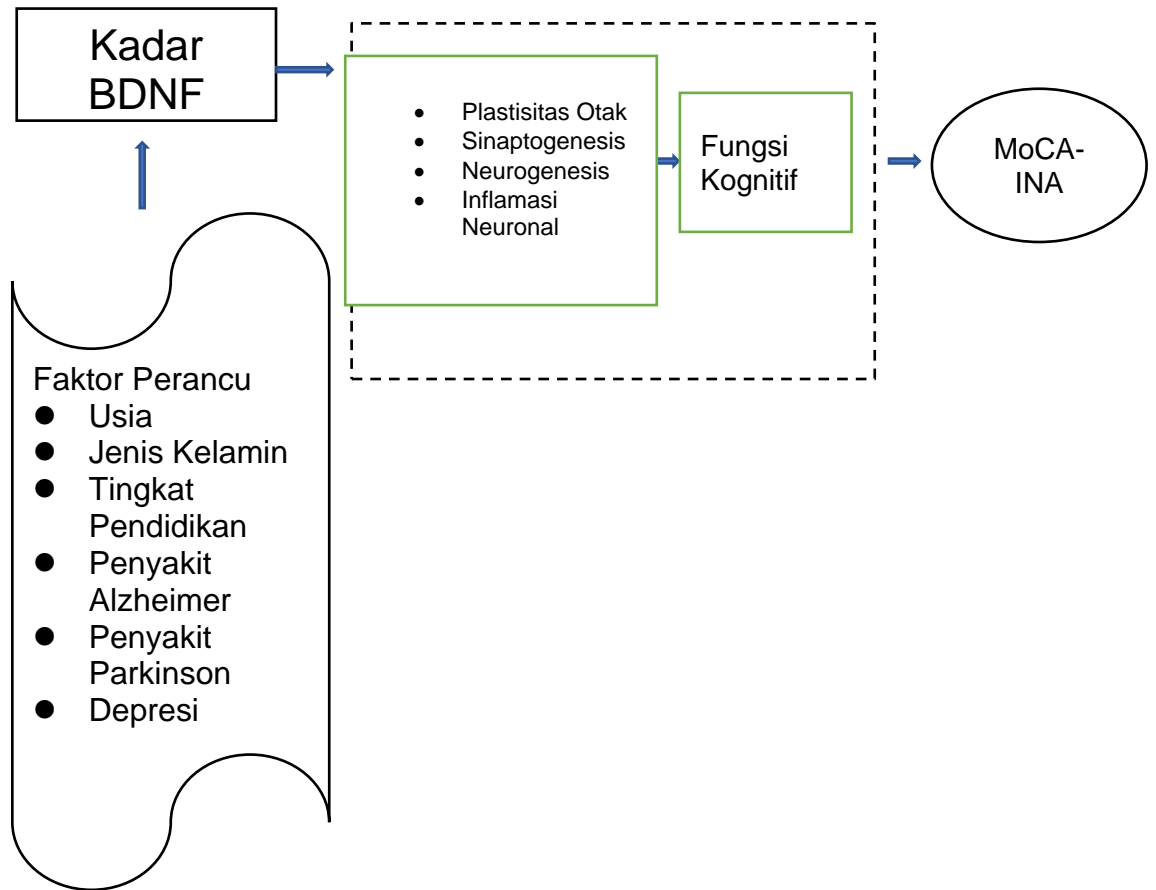 Kadar
BDNF
• Plastisitas Otak
• Sinaptogenesis
• Neurogenesis
• Inflamasi
Neuronal
Fungsi
Kognitif
MoCA-
INA
Faktor Perancu
● Usia
● Jenis Kelamin
● Tingkat
Pendidikan
● Penyakit
Alzheimer
● Penyakit
Parkinson
● Depresi